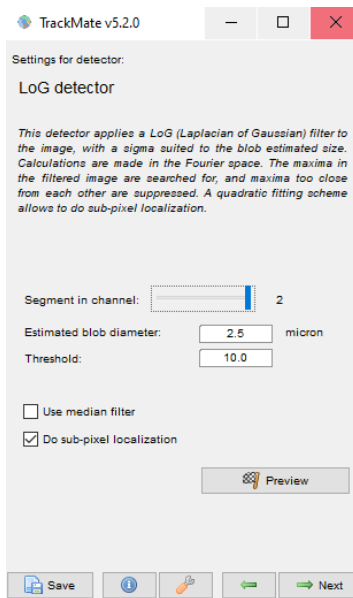 TrackMate v5.2.0
Settings for detector:
LoG detector
This detector applies a LoG (Laplacian of Gaussian) filter to
the image, with a sigma suited to the blob estimated size.
Calculations are made in the Fourier space. The maxima in
the filtered image are searched for, and maxima too close
from each other are suppressed. A quadratic fitting scheme
allows to do sub-pixel localization.
Segment in channel: 2
Estimated blob diameter: 2.5 micron
Threshold: 10.0
Use median filter
Do sub-pixel localization
Preview
Save Next